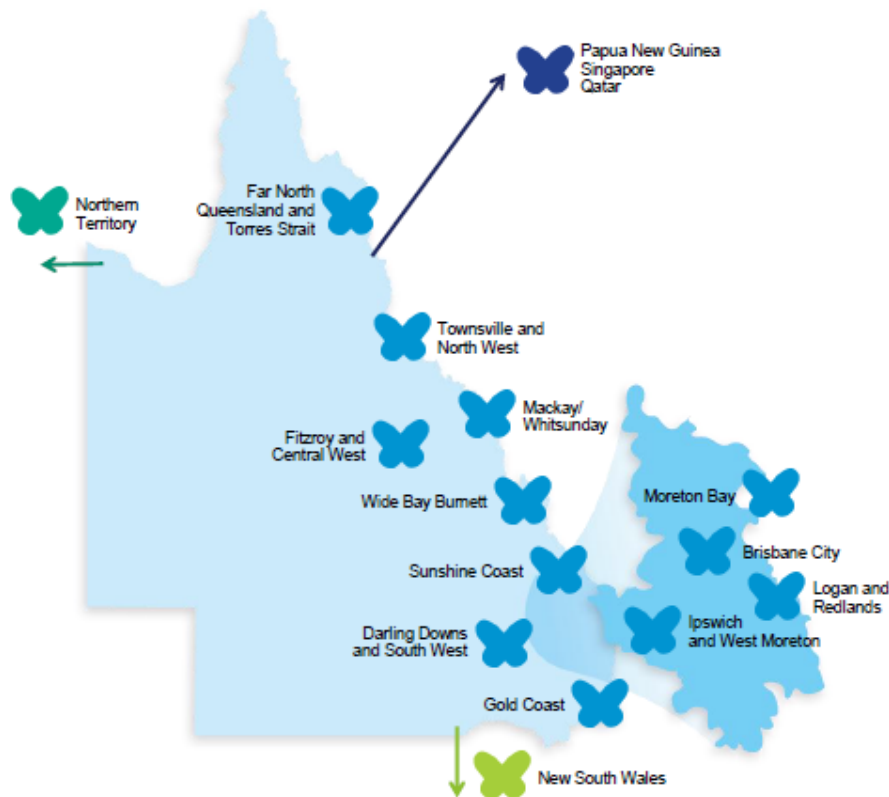 Papua New Guinea
Singapore
Qatar
Northern
Territory
Far North
Queensland and
Torres Strait
Townsville and
North West
Mackay/
Whitsunday
Fitzroy and
Central West
Wide Bay Burnett
Moreton Bay
Brisbane City
Sunshine Coast
Logan and
Redlands
Ipswich
and West Moreton
Darling Downs
and South West
Gold Coast
New South Wales